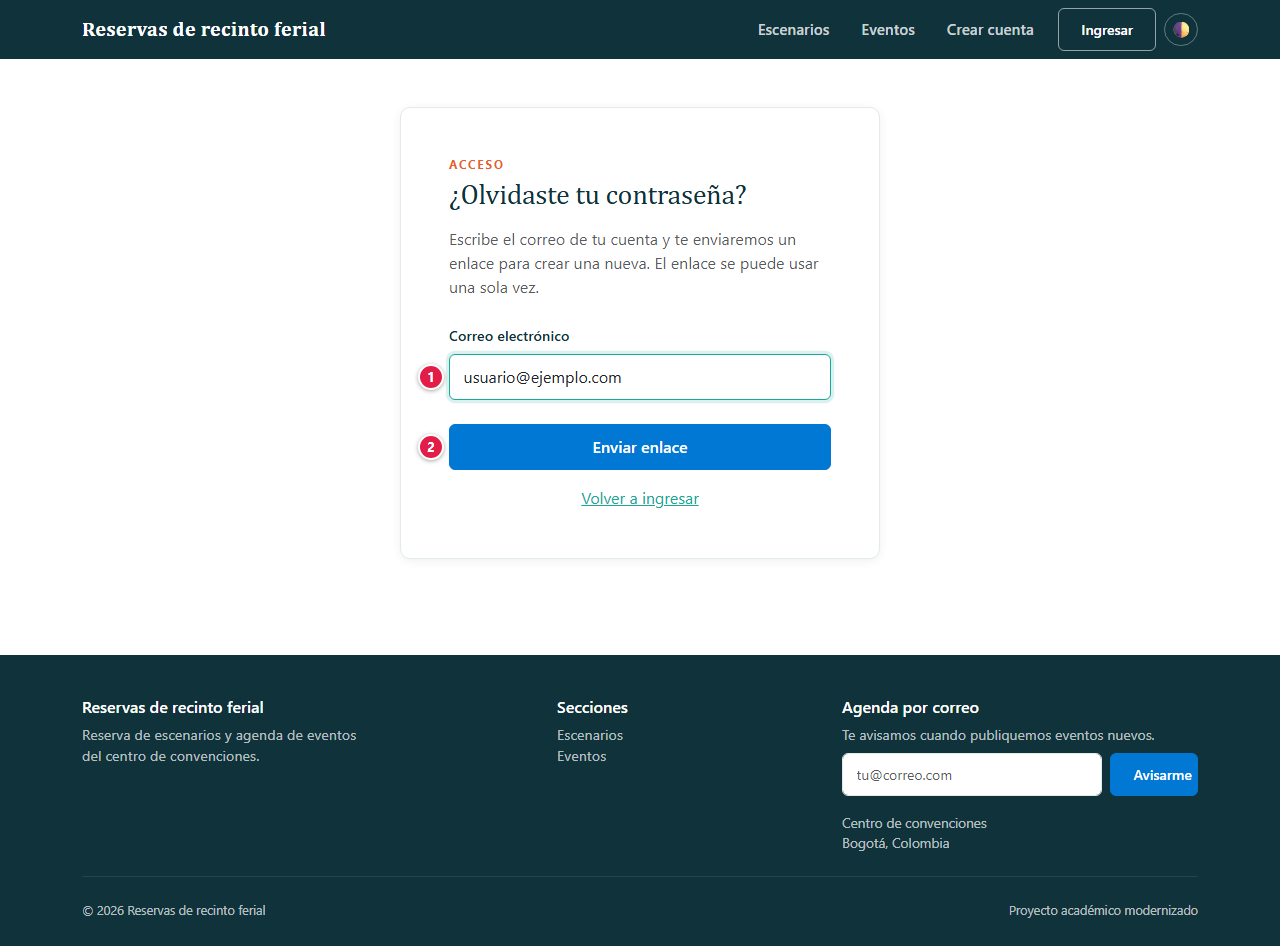 Reservas de recinto ferial
Escenarios
Eventos
Crear cuenta
Ingresar
ACCESO
¿Olvidaste tu contraseña?
Escribe el correo de tu cuenta y te enviaremos un
enlace para crear una nueva. El enlace se puede usar
una sola vez.
Correo electrónico
1
usuario@ejemplo.com
2
Enviar enlace
Volver a ingresar
Reservas de recinto ferial
Reserva de escenarios y agenda de eventos
del centro de convenciones.
Secciones
Escenarios
Eventos
Agenda por correo
Te avisamos cuando publiquemos eventos nuevos.
tu@correo.com
Avisarme
Centro de convenciones
Bogotá, Colombia
© 2026 Reservas de recinto ferial
Proyecto académico modernizado